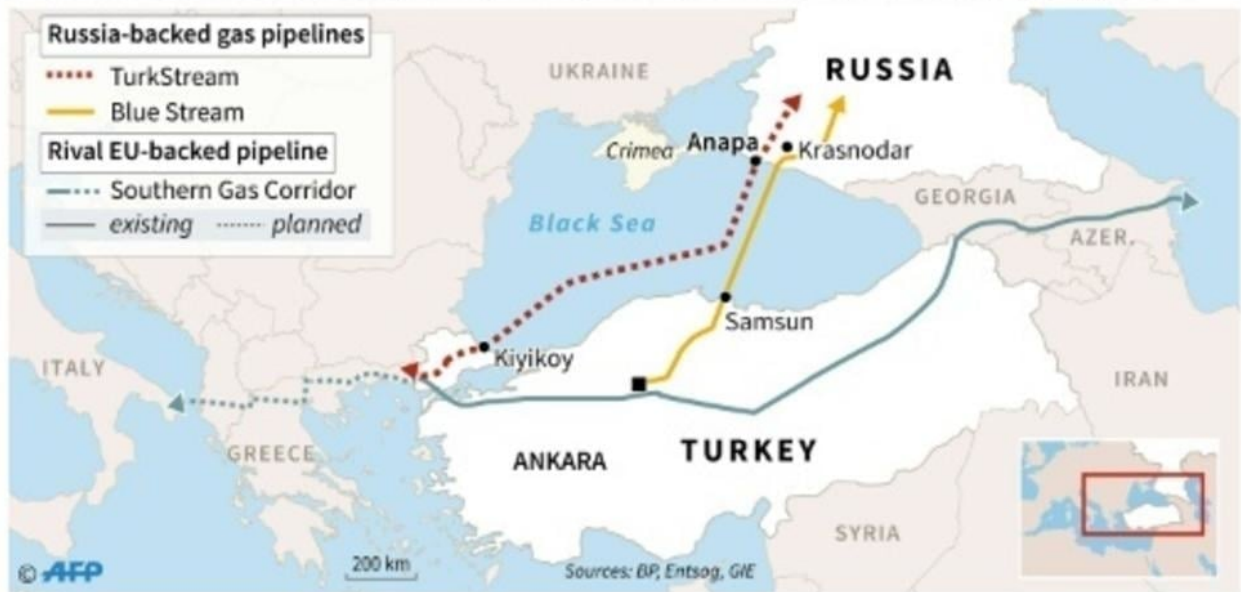 Russia-backed gas pipelines
TurkStream
Blue Stream
Rival EU-backed pipeline
Southern Gas Corridor
existing planned
UKRAINE
RUSSIA
Crimea
Anapa
Krasnodar
GEORGIA
Black Sea
AZER.
Samsun
Kiyikoy
ITALY
IRAN
GREECE
ANKARA
TURKEY
SYRIA
200 km
© AFP
Sources: BP, Entsog, GIE